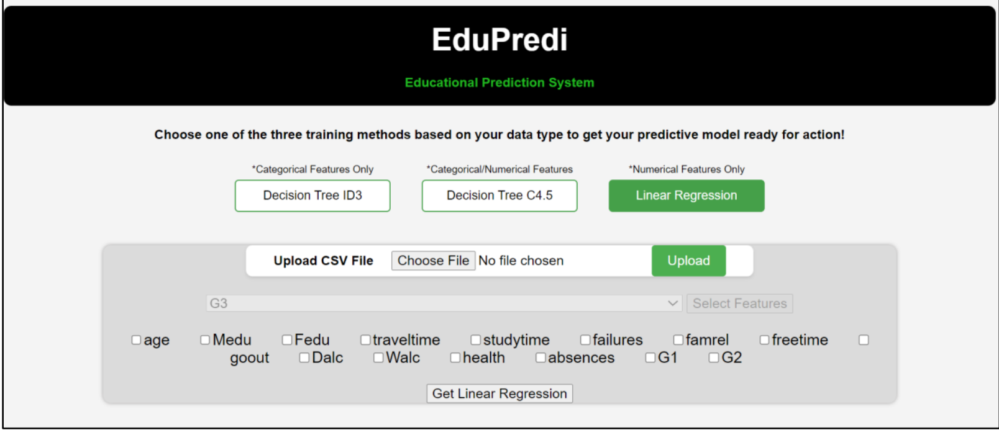 EduPredi
Educational Prediction System
Choose one of the three training methods based on your data type to get your predictive model ready for action!
*Categorical Features Only *Categorical/Numerical Features *Numerical Features Only
Decision Tree ID3 Decision Tree C4.5 Linear Regression
Upload CSV File Choose File No file chosen Upload
G3 Select Features
age Medu Fedu traveltime studytime failures famrel freetime
goout Dalc Walc health absences G1 G2
Get Linear Regression